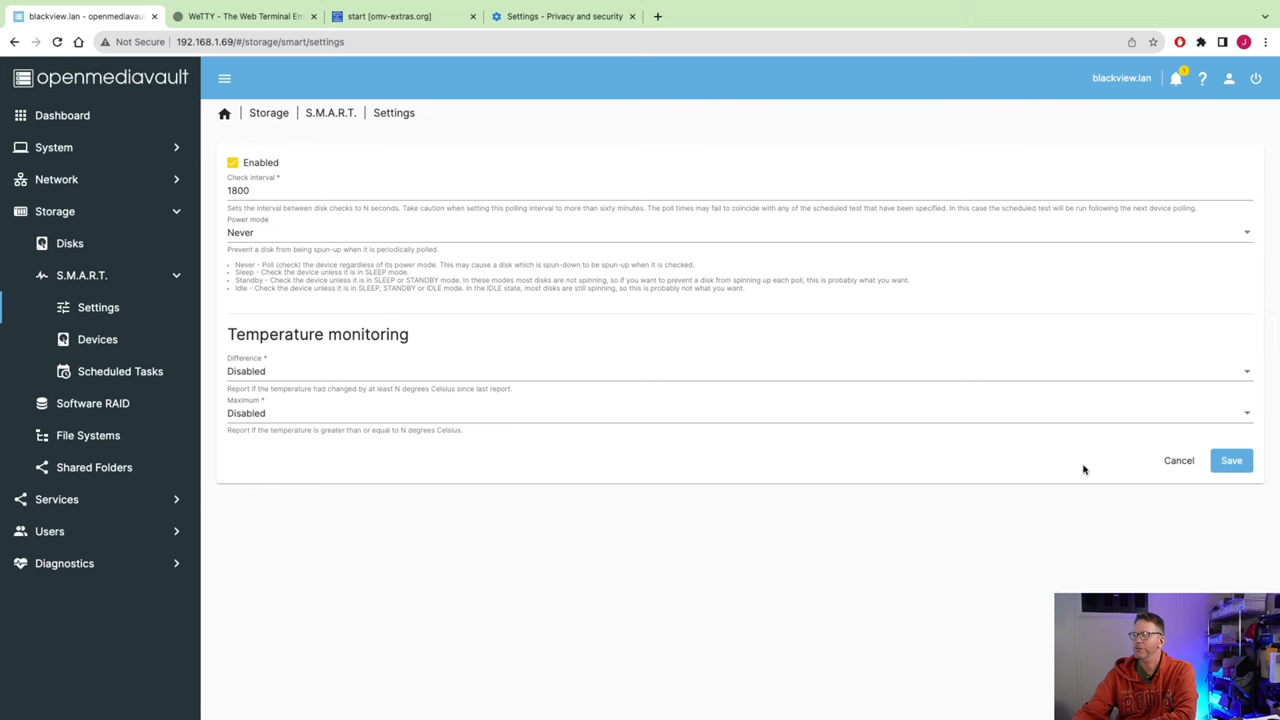 blackview.lan - openmediavau
WeTTY - The Web Terminal Em
start [omv-extras.org]
Settings - Privacy and security
Not Secure
192.168.1.69/#/storage/smart/settings
J
openmediavault
blackview.lan
1
Dashboard
System
Network
Storage
Disks
S.M.A.R.T.
Settings
Devices
Scheduled Tasks
Software RAID
File Systems
Shared Folders
Services
Users
Diagnostics
Storage | S.M.A.R.T. | Settings
Enabled
Check interval *
1800
Sets the interval between disk checks to N seconds. Take caution when setting this polling interval to more than sixty minutes. The poll times may fail to coincide with any of the scheduled test that have been specified. In this case the scheduled test will be run following the next device polling.
Power mode
Never
Prevent a disk from being spun-up when it is periodically polled.
• Never - Poll (check) the device regardless of its power mode. This may cause a disk which is spun-down to be spun-up when it is checked.
• Sleep - Check the device unless it is in SLEEP mode.
• Standby - Check the device unless it is in SLEEP or STANDBY mode. In these modes most disks are not spinning, so if you want to prevent a disk from spinning up each poll, this is probably what you want.
• Idle - Check the device unless it is in SLEEP, STANDBY or IDLE mode. In the IDLE state, most disks are still spinning, so this is probably not what you want.
Temperature monitoring
Difference *
Disabled
Report if the temperature had changed by at least N degrees Celsius since last report.
Maximum *
Disabled
Report if the temperature is greater than or equal to N degrees Celsius.
Cancel
Save